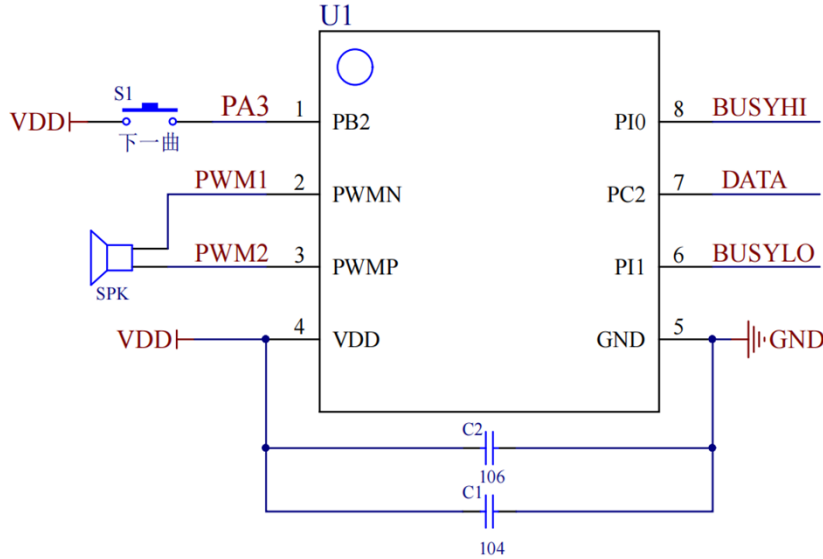 U1
S1
VDD
PA3
1
PB2
下一曲
PI0
8
BUSYHI
PWM1
2
PWMN
PC2
7
DATA
SPK
PWM2
3
PWMP
PI1
6
BUSYLO
VDD
4
VDD
GND
5
GND
C2
106
C1
104